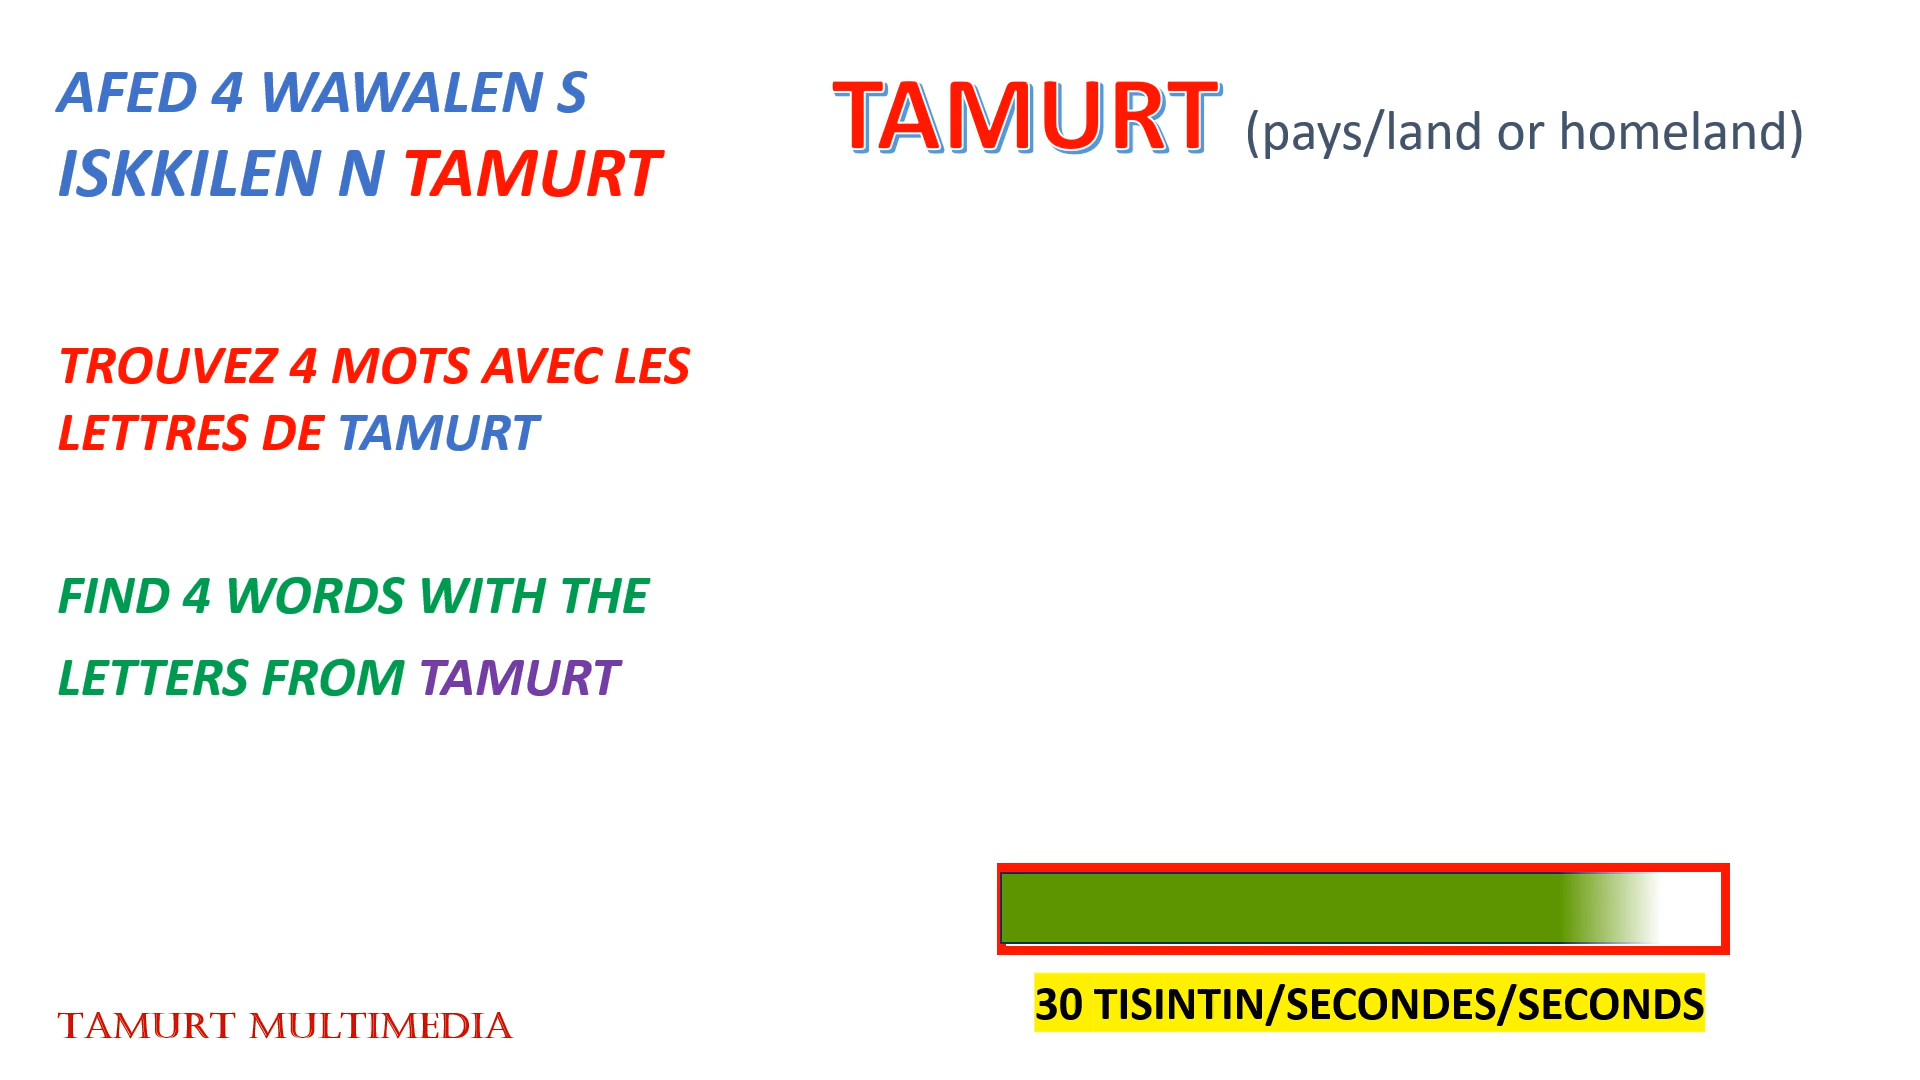 AFED 4 WAWALEN S
ISKKILEN N TAMURT
TAMURT (pays/land or homeland)
TROUVEZ 4 MOTS AVEC LES
LETTRES DE TAMURT
FIND 4 WORDS WITH THE
LETTERS FROM TAMURT
30 TISINTIN/SECONDES/SECONDS
TAMURT MULTIMEDIA